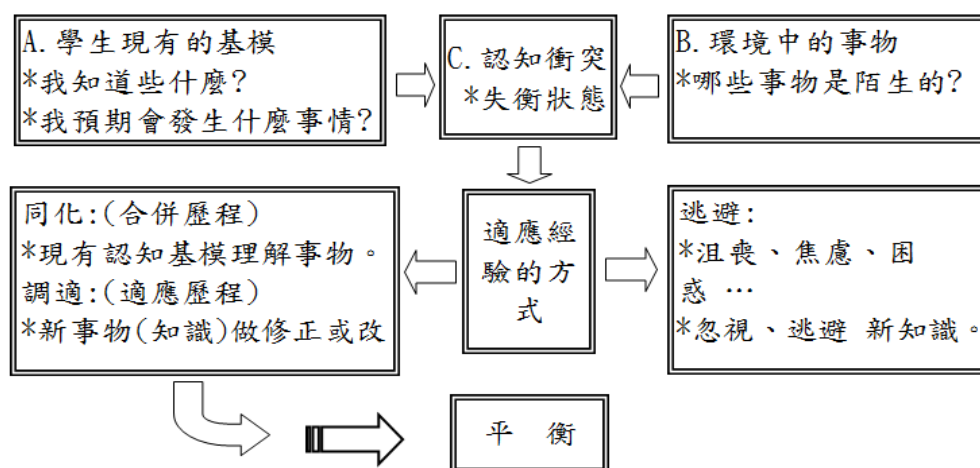 A.學生現有的基模
*我知道些什麼?
*我預期會發生什麼事情?
C.認知衝突
*失衡狀態
B.環境中的事物
*哪些事物是陌生的?
同化:(合併歷程)
*現有認知基模理解事物。
調適:(適應歷程)
*新事物(知識)做修正或改
適應經
驗的方
式
逃避:
*沮喪、焦慮、困
惑 …
*忽視、逃避 新知識。
平 衡